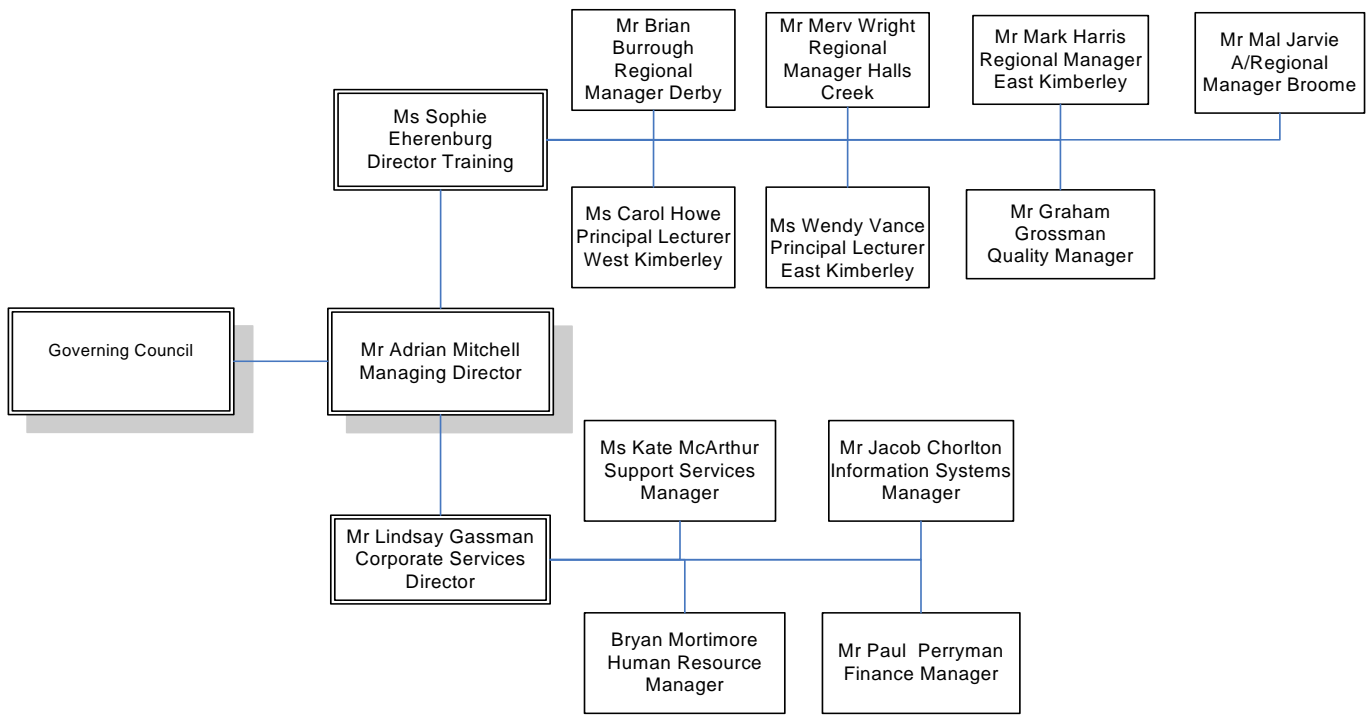 Mr Brian
Burrough
Regional
Manager Derby
Mr Merv Wright
Regional
Manager Halls
Creek
Mr Mark Harris
Regional Manager
East Kimberley
Mr Mal Jarvie
A/Regional
Manager Broome
Ms Sophie
Eherenburg
Director Training
Ms Carol Howe
Principal Lecturer
West Kimberley
Ms Wendy Vance
Principal Lecturer
East Kimberley
Mr Graham
Grossman
Quality Manager
Governing Council
Mr Adrian Mitchell
Managing Director
Ms Kate McArthur
Support Services
Manager
Mr Jacob Chorlton
Information Systems
Manager
Mr Lindsay Gassman
Corporate Services
Director
Bryan Mortimore
Human Resource
Manager
Mr Paul  Perryman
Finance Manager